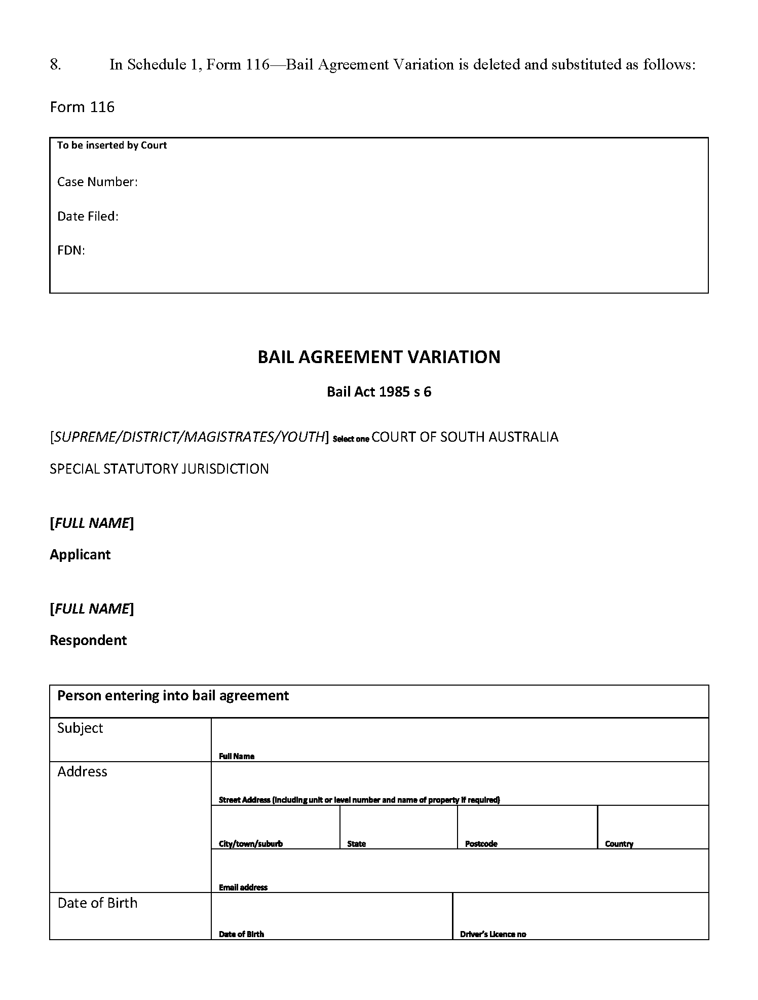 8. In Schedule 1, Form 116—Bail Agreement Variation is deleted and substituted as follows:
Form 116
To be inserted by Court
Case Number:
Date Filed:
FDN:
BAIL AGREEMENT VARIATION
Bail Act 1985 s 6
[SUPREME/DISTRICT/MAGISTRATES/YOUTH] Select one COURT OF SOUTH AUSTRALIA
SPECIAL STATUTORY JURISDICTION
[FULL NAME]
Applicant
[FULL NAME]
Respondent
Person entering into bail agreement
Subject
Full Name
Address
Street Address (including unit or level number and name of property if required)
City/town/suburb State Postcode Country
Email address
Date of Birth
Date of Birth Driver's Licence no